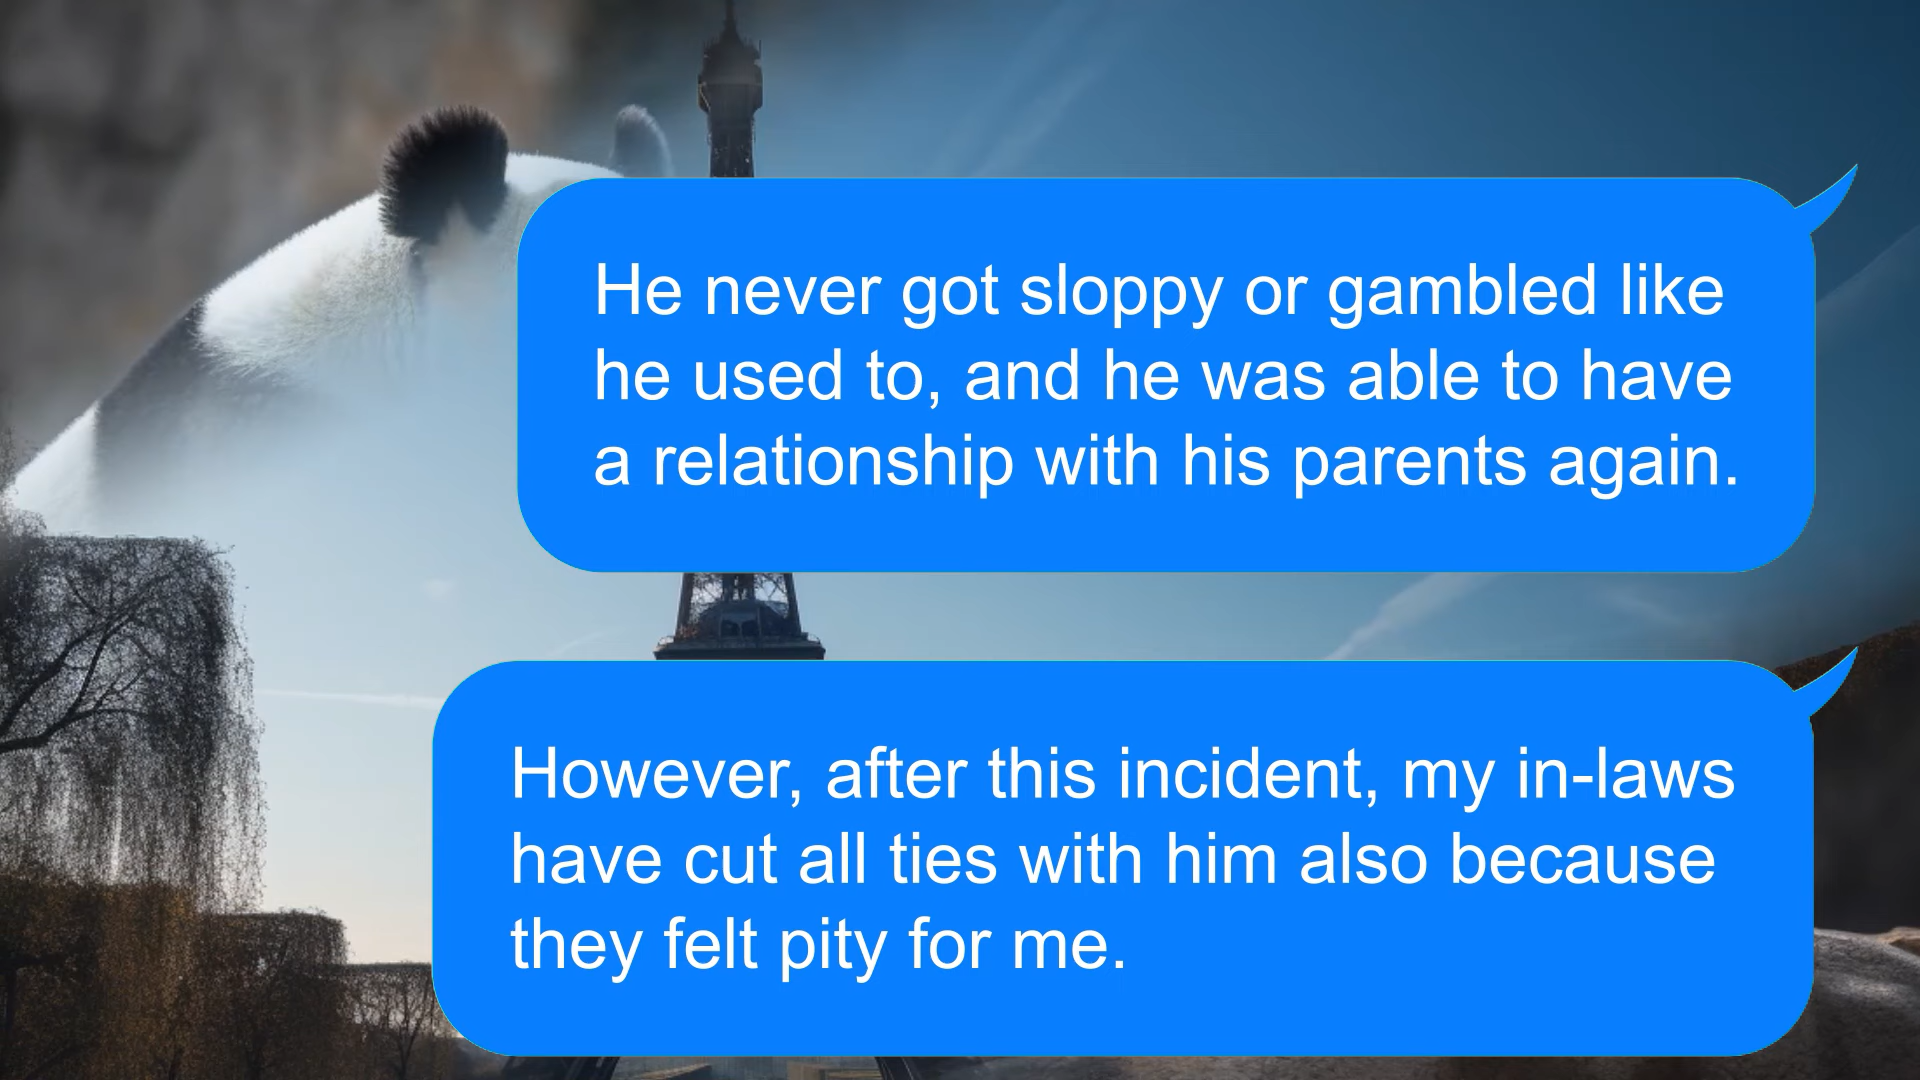 He never got sloppy or gambled like
he used to, and he was able to have
a relationship with his parents again.
However, after this incident, my in-laws
have cut all ties with him also because
they felt pity for me.